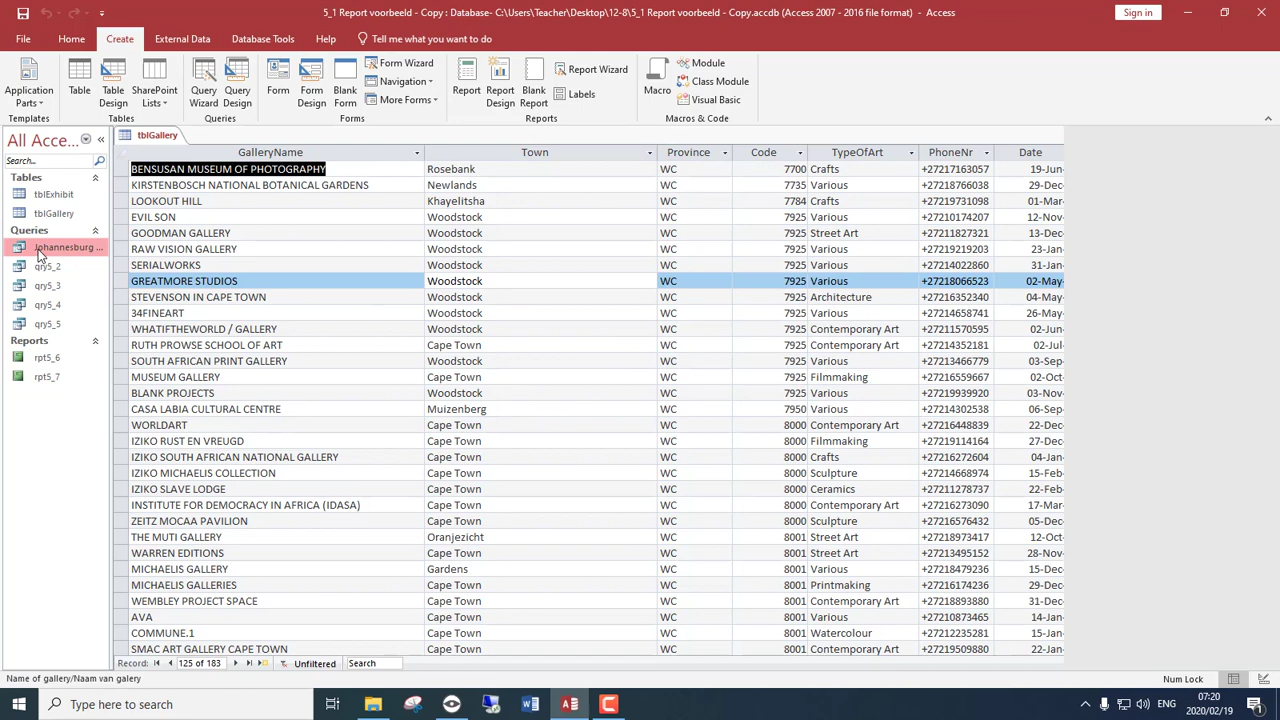 5_1 Report voorbeeld - Copy : Database- C:\Users\Teacher\Desktop\12-8\5_1 Report voorbeeld - Copy.accdb (Access 2007 - 2016 file format) - Access
Sign in
File Home Create External Data Database Tools Help Tell me what you want to do
Application Parts
Table
Table Design
SharePoint Lists
Query Wizard
Query Design
Form
Form Design
Blank Form
Form Wizard
Navigation
More Forms
Report
Report Design
Blank Report
Report Wizard
Labels
Macro
Module
Class Module
Visual Basic
Templates Tables Queries Forms Reports Macros & Code
All Acce...
Search...
Tables
tblExhibit
tblGallery
Queries
Johannesburg ...
qry5_2
qry5_3
qry5_4
qry5_5
Reports
rpt5_6
rpt5_7
tblGallery
GalleryName Town Province Code TypeOfArt PhoneNr Date
BENSUSAN MUSEUM OF PHOTOGRAPHY Rosebank WC 7700 Crafts +27217163057 19-Jun-
KIRSTENBOSCH NATIONAL BOTANICAL GARDENS Newlands WC 7735 Various +27218766038 29-Dec-
LOOKOUT HILL Khayelitsha WC 7784 Crafts +27219731098 01-Mar-
EVIL SON Woodstock WC 7925 Various +27210174207 12-Nov-
GOODMAN GALLERY Woodstock WC 7925 Street Art +27211827321 13-Dec-
RAW VISION GALLERY Woodstock WC 7925 Various +27219219203 23-Jan-
SERIALWORKS Woodstock WC 7925 Various +27214022860 31-Jan-
GREATMORE STUDIOS Woodstock WC 7925 Various +27218066523 02-May-
STEVENSON IN CAPE TOWN Woodstock WC 7925 Architecture +27216352340 04-May-
34FINEART Woodstock WC 7925 Various +27214658741 26-May-
WHATIFTHEWORLD / GALLERY Woodstock WC 7925 Contemporary Art +27211570595 02-Jun-
RUTH PROWSE SCHOOL OF ART Cape Town WC 7925 Contemporary Art +27214352181 02-Jul-
SOUTH AFRICAN PRINT GALLERY Woodstock WC 7925 Various +27213466779 03-Sep-
MUSEUM GALLERY Cape Town WC 7925 Filmmaking +27216559667 02-Oct-
BLANK PROJECTS Woodstock WC 7925 Various +27219939920 03-Nov-
CASA LABIA CULTURAL CENTRE Muizenberg WC 7950 Various +27214302538 06-Sep-
WORLDART Cape Town WC 8000 Contemporary Art +27216448839 22-Dec-
IZIKO RUST EN VREUGD Cape Town WC 8000 Filmmaking +27219114164 27-Dec-
IZIKO SOUTH AFRICAN NATIONAL GALLERY Cape Town WC 8000 Crafts +27216272604 04-Jan-
IZIKO MICHAELIS COLLECTION Cape Town WC 8000 Sculpture +27214668974 15-Feb-
IZIKO SLAVE LODGE Cape Town WC 8000 Ceramics +27211278737 22-Feb-
INSTITUTE FOR DEMOCRACY IN AFRICA (IDASA) Cape Town WC 8000 Various +27216273090 17-Mar-
ZEITZ MOCAA PAVILION Cape Town WC 8000 Sculpture +27216576432 05-Dec-
THE MUTI GALLERY Oranjezicht WC 8001 Street Art +27218973417 12-Oct-
WARREN EDITIONS Cape Town WC 8001 Street Art +27213495152 28-Nov-
MICHAELIS GALLERY Gardens WC 8001 Various +27218479236 15-Dec-
MICHAELIS GALLERIES Cape Town WC 8001 Printmaking +27216174236 29-Dec-
WEMBLEY PROJECT SPACE Cape Town WC 8001 Contemporary Art +27218893880 31-Dec-
AVA Cape Town WC 8001 Various +27210873465 14-Jan-
COMMUNE.1 Cape Town WC 8001 Watercolour +27212235281 15-Jan-
SMAC ART GALLERY CAPE TOWN Cape Town WC 8001 Contemporary Art +27219509880 22-Jan-
Record: 125 of 183 Unfiltered Search
Name of gallery/Naam van galery
Num Lock
Type here to search
ENG
07:20
2020/02/19